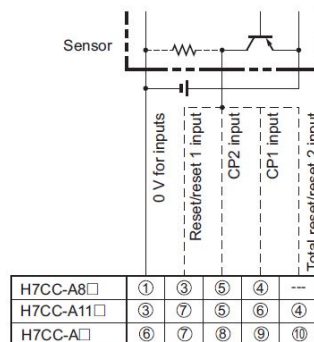 Sensor
0 V for inputs
Reset/reset 1 input
CP2 input
CP1 input
Total reset/reset 2 input
H7CC-A8□ ① ③ ⑤ ④ ---
H7CC-A11□ ③ ⑦ ⑤ ⑥ ④
H7CC-A□ ⑥ ⑦ ⑧ ⑨ ⑩